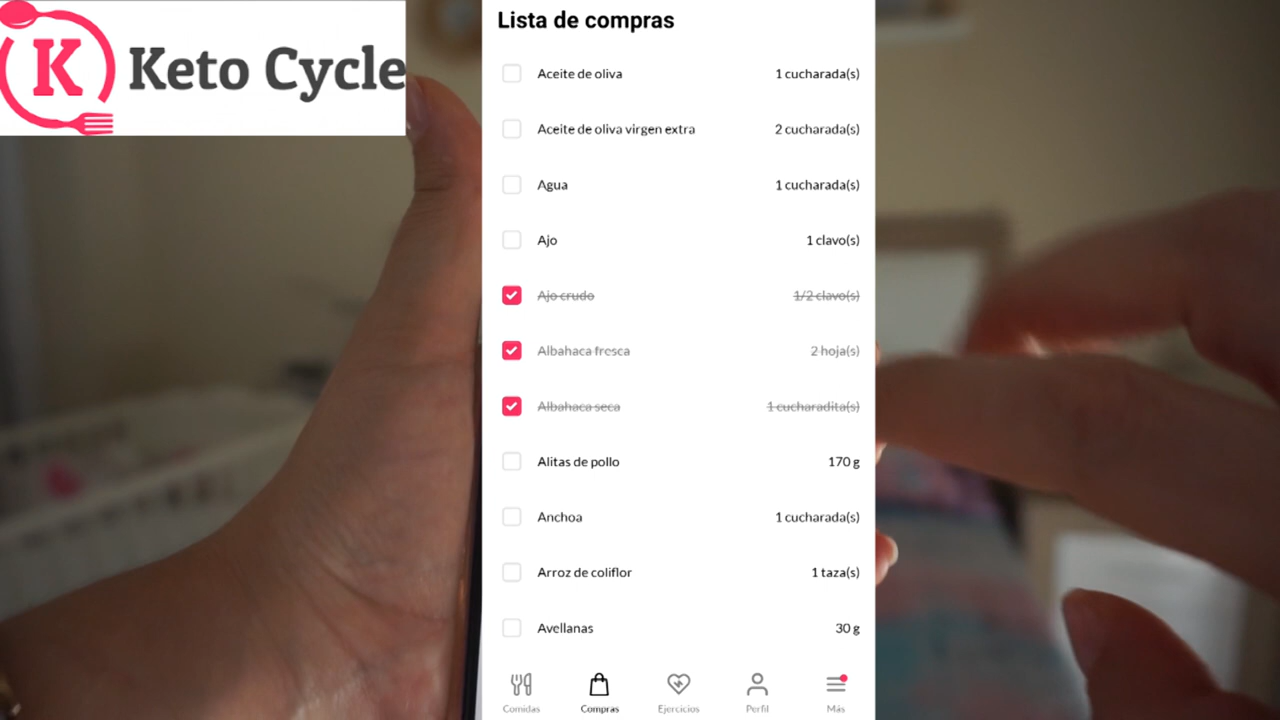 K Keto Cycle
Lista de compras
Aceite de oliva 1 cucharada(s)
Aceite de oliva virgen extra 2 cucharada(s)
Agua 1 cucharada(s)
Ajo 1 clavo(s)
Ajo crudo 1/2 clavo(s)
Albahaca fresca 2 hoja(s)
Albahaca seca 1 cucharadita(s)
Alitas de pollo 170 g
Anchoa 1 cucharada(s)
Arroz de coliflor 1 taza(s)
Avellanas 30 g
Comidas Compras Ejercicios Perfil Más